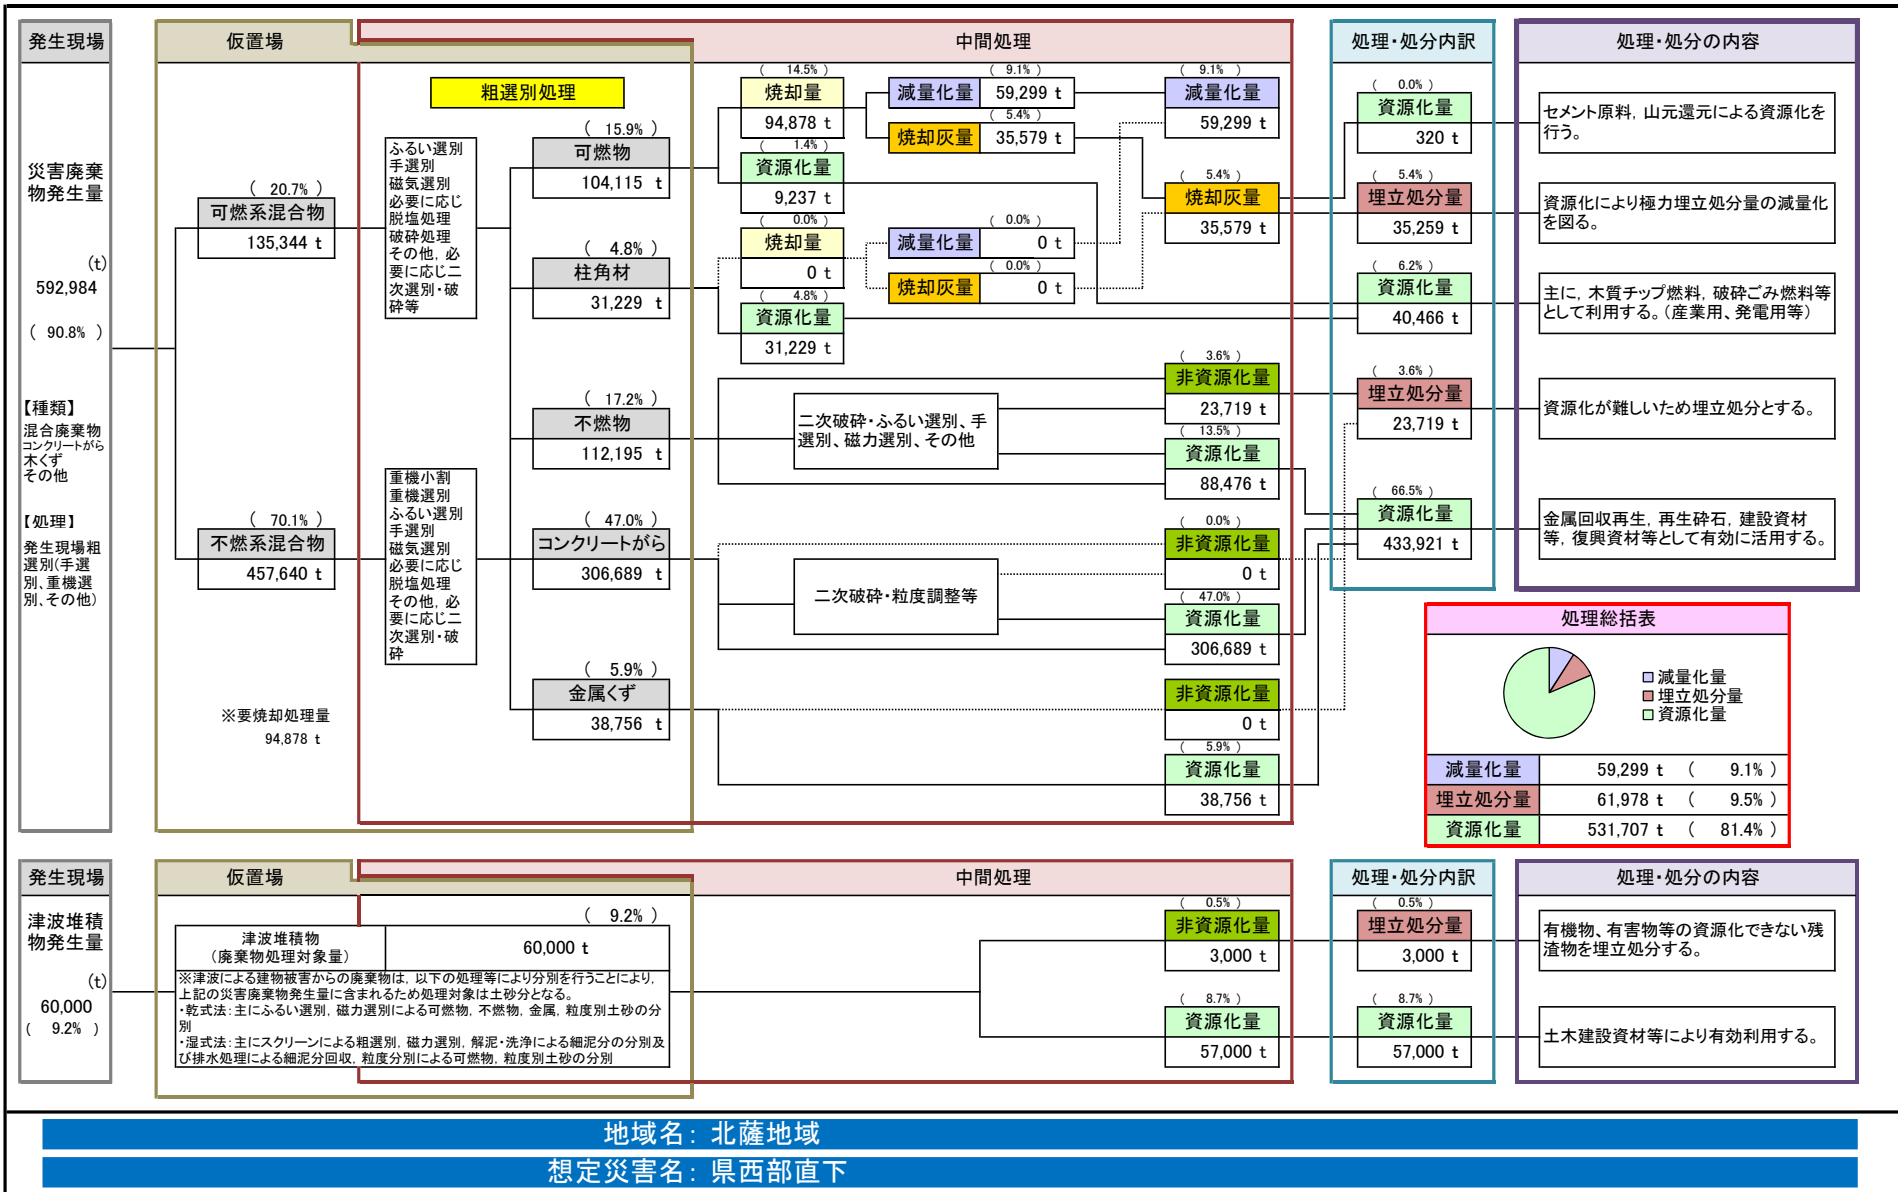 発生現場
仮置場
中間処理
処理・処分内訳
処理・処分の内容
災害廃棄
物発生量
(t)
592,984
( 90.8% )
【種類】
混合廃棄物
コンクリートがら
木くず
その他
【処理】
発生現場粗
選別(手選
別、重機選
別、その他)
( 20.7% )
可燃系混合物
135,344 t
( 70.1% )
不燃系混合物
457,640 t
※要焼却処理量
94,878 t
粗選別処理
ふるい選別
手選別
磁気選別
必要に応じ
脱塩処理
破砕処理
その他, 必
要に応じ二
次選別・破
砕等
重機小割
重機選別
ふるい選別
手選別
磁気選別
必要に応じ
脱塩処理
その他, 必
要に応じ二
次選別・破
砕
( 15.9% )
可燃物
104,115 t
( 4.8% )
柱角材
31,229 t
( 17.2% )
不燃物
112,195 t
( 47.0% )
コンクリートがら
306,689 t
( 5.9% )
金属くず
38,756 t
( 14.5% )
焼却量
94,878 t
( 1.4% )
資源化量
9,237 t
( 0.0% )
焼却量
0 t
( 4.8% )
資源化量
31,229 t
( 9.1% )
減量化量 59,299 t
( 5.4% )
焼却灰量 35,579 t
( 0.0% )
減量化量 0 t
( 0.0% )
焼却灰量 0 t
二次破砕・ふるい選別、手
選別、磁力選別、その他
二次破砕・粒度調整等
( 9.1% )
減量化量
59,299 t
( 5.4% )
焼却灰量
35,579 t
( 3.6% )
非資源化量
23,719 t
( 13.5% )
資源化量
88,476 t
( 0.0% )
非資源化量
0 t
( 47.0% )
資源化量
306,689 t
非資源化量
0 t
( 5.9% )
資源化量
38,756 t
( 0.0% )
資源化量
320 t
( 5.4% )
埋立処分量
35,259 t
( 6.2% )
資源化量
40,466 t
( 3.6% )
埋立処分量
23,719 t
( 66.5% )
資源化量
433,921 t
セメント原料, 山元還元による資源化を
行う。
資源化により極力埋立処分量の減量化
を図る。
主に, 木質チップ燃料, 破砕ごみ燃料等
として利用する。(産業用、発電用等)
資源化が難しいため埋立処分とする。
金属回収再生, 再生砕石, 建設資材
等, 復興資材等として有効に活用する。
処理総括表
減量化量
埋立処分量
資源化量
減量化量 59,299 t ( 9.1% )
埋立処分量 61,978 t ( 9.5% )
資源化量 531,707 t ( 81.4% )
発生現場
仮置場
中間処理
処理・処分内訳
処理・処分の内容
津波堆積
物発生量
(t)
60,000
( 9.2% )
( 9.2% )
津波堆積物
(廃棄物処理対象量)
60,000 t
※津波による建物被害からの廃棄物は, 以下の処理等により分別を行うことにより,
上記の災害廃棄物発生量に含まれるため処理対象は土砂分となる。
・乾式法:主にふるい選別, 磁力選別による可燃物, 不燃物, 金属, 粒度別土砂の分
別
・湿式法:主にスクリーンによる粗選別, 磁力選別, 解泥・洗浄による細泥分の分別及
び排水処理による細泥分回収, 粒度分別による可燃物, 粒度別土砂の分別
( 0.5% )
非資源化量
3,000 t
( 8.7% )
資源化量
57,000 t
( 0.5% )
埋立処分量
3,000 t
( 8.7% )
資源化量
57,000 t
有機物、有害物等の資源化できない残
渣物を埋立処分する。
土木建設資材等により有効利用する。
地域名: 北薩地域
想定災害名: 県西部直下